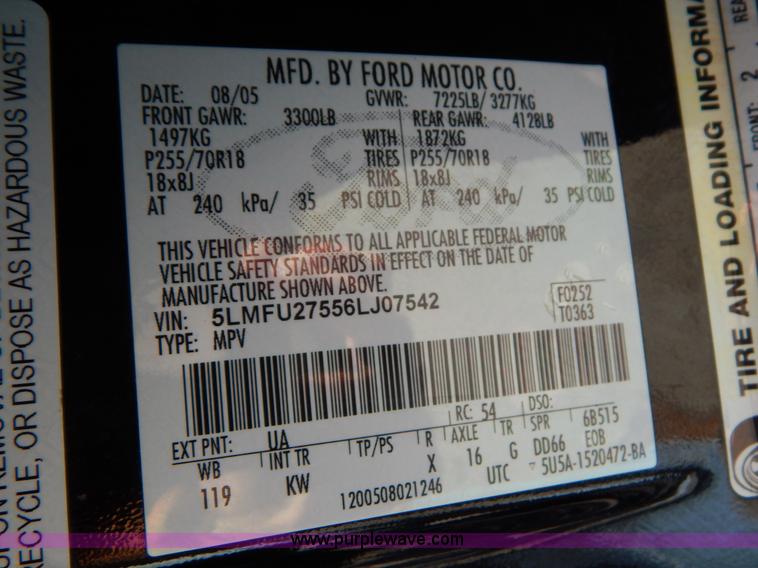 MFD. BY FORD MOTOR CO.
DATE: 08/05 GVWR: 7225LB/ 3277KG
FRONT GAWR: 3300LB REAR GAWR: 4128LB
1497KG WITH 1872KG WITH
P255/70R18 TIRES P255/70R18 TIRES
18x8J RIMS 18x8J RIMS
AT 240 kPa/ 35 PSI COLD AT 240 kPa/ 35 PSI COLD
Ford
THIS VEHICLE CONFORMS TO ALL APPLICABLE FEDERAL MOTOR
VEHICLE SAFETY STANDARDS IN EFFECT ON THE DATE OF
MANUFACTURE SHOWN ABOVE.
VIN: 5LMFU27556LJ07542 F0252
TYPE: MPV T0363
EXT PNT: UA RC: 54 DSO:
WB INT TR TP/PS R AXLE TR SPR 6B515
119 KW X 16 G DD66 EOB
1200508021246 UTC 5U5A-1520472-BA
HAZARDOUS WASTE.
RECYCLE, OR DISPOSE AS
TIRE AND LOADING INFORMA
FRONT: 2
REA
www.purplewave.com